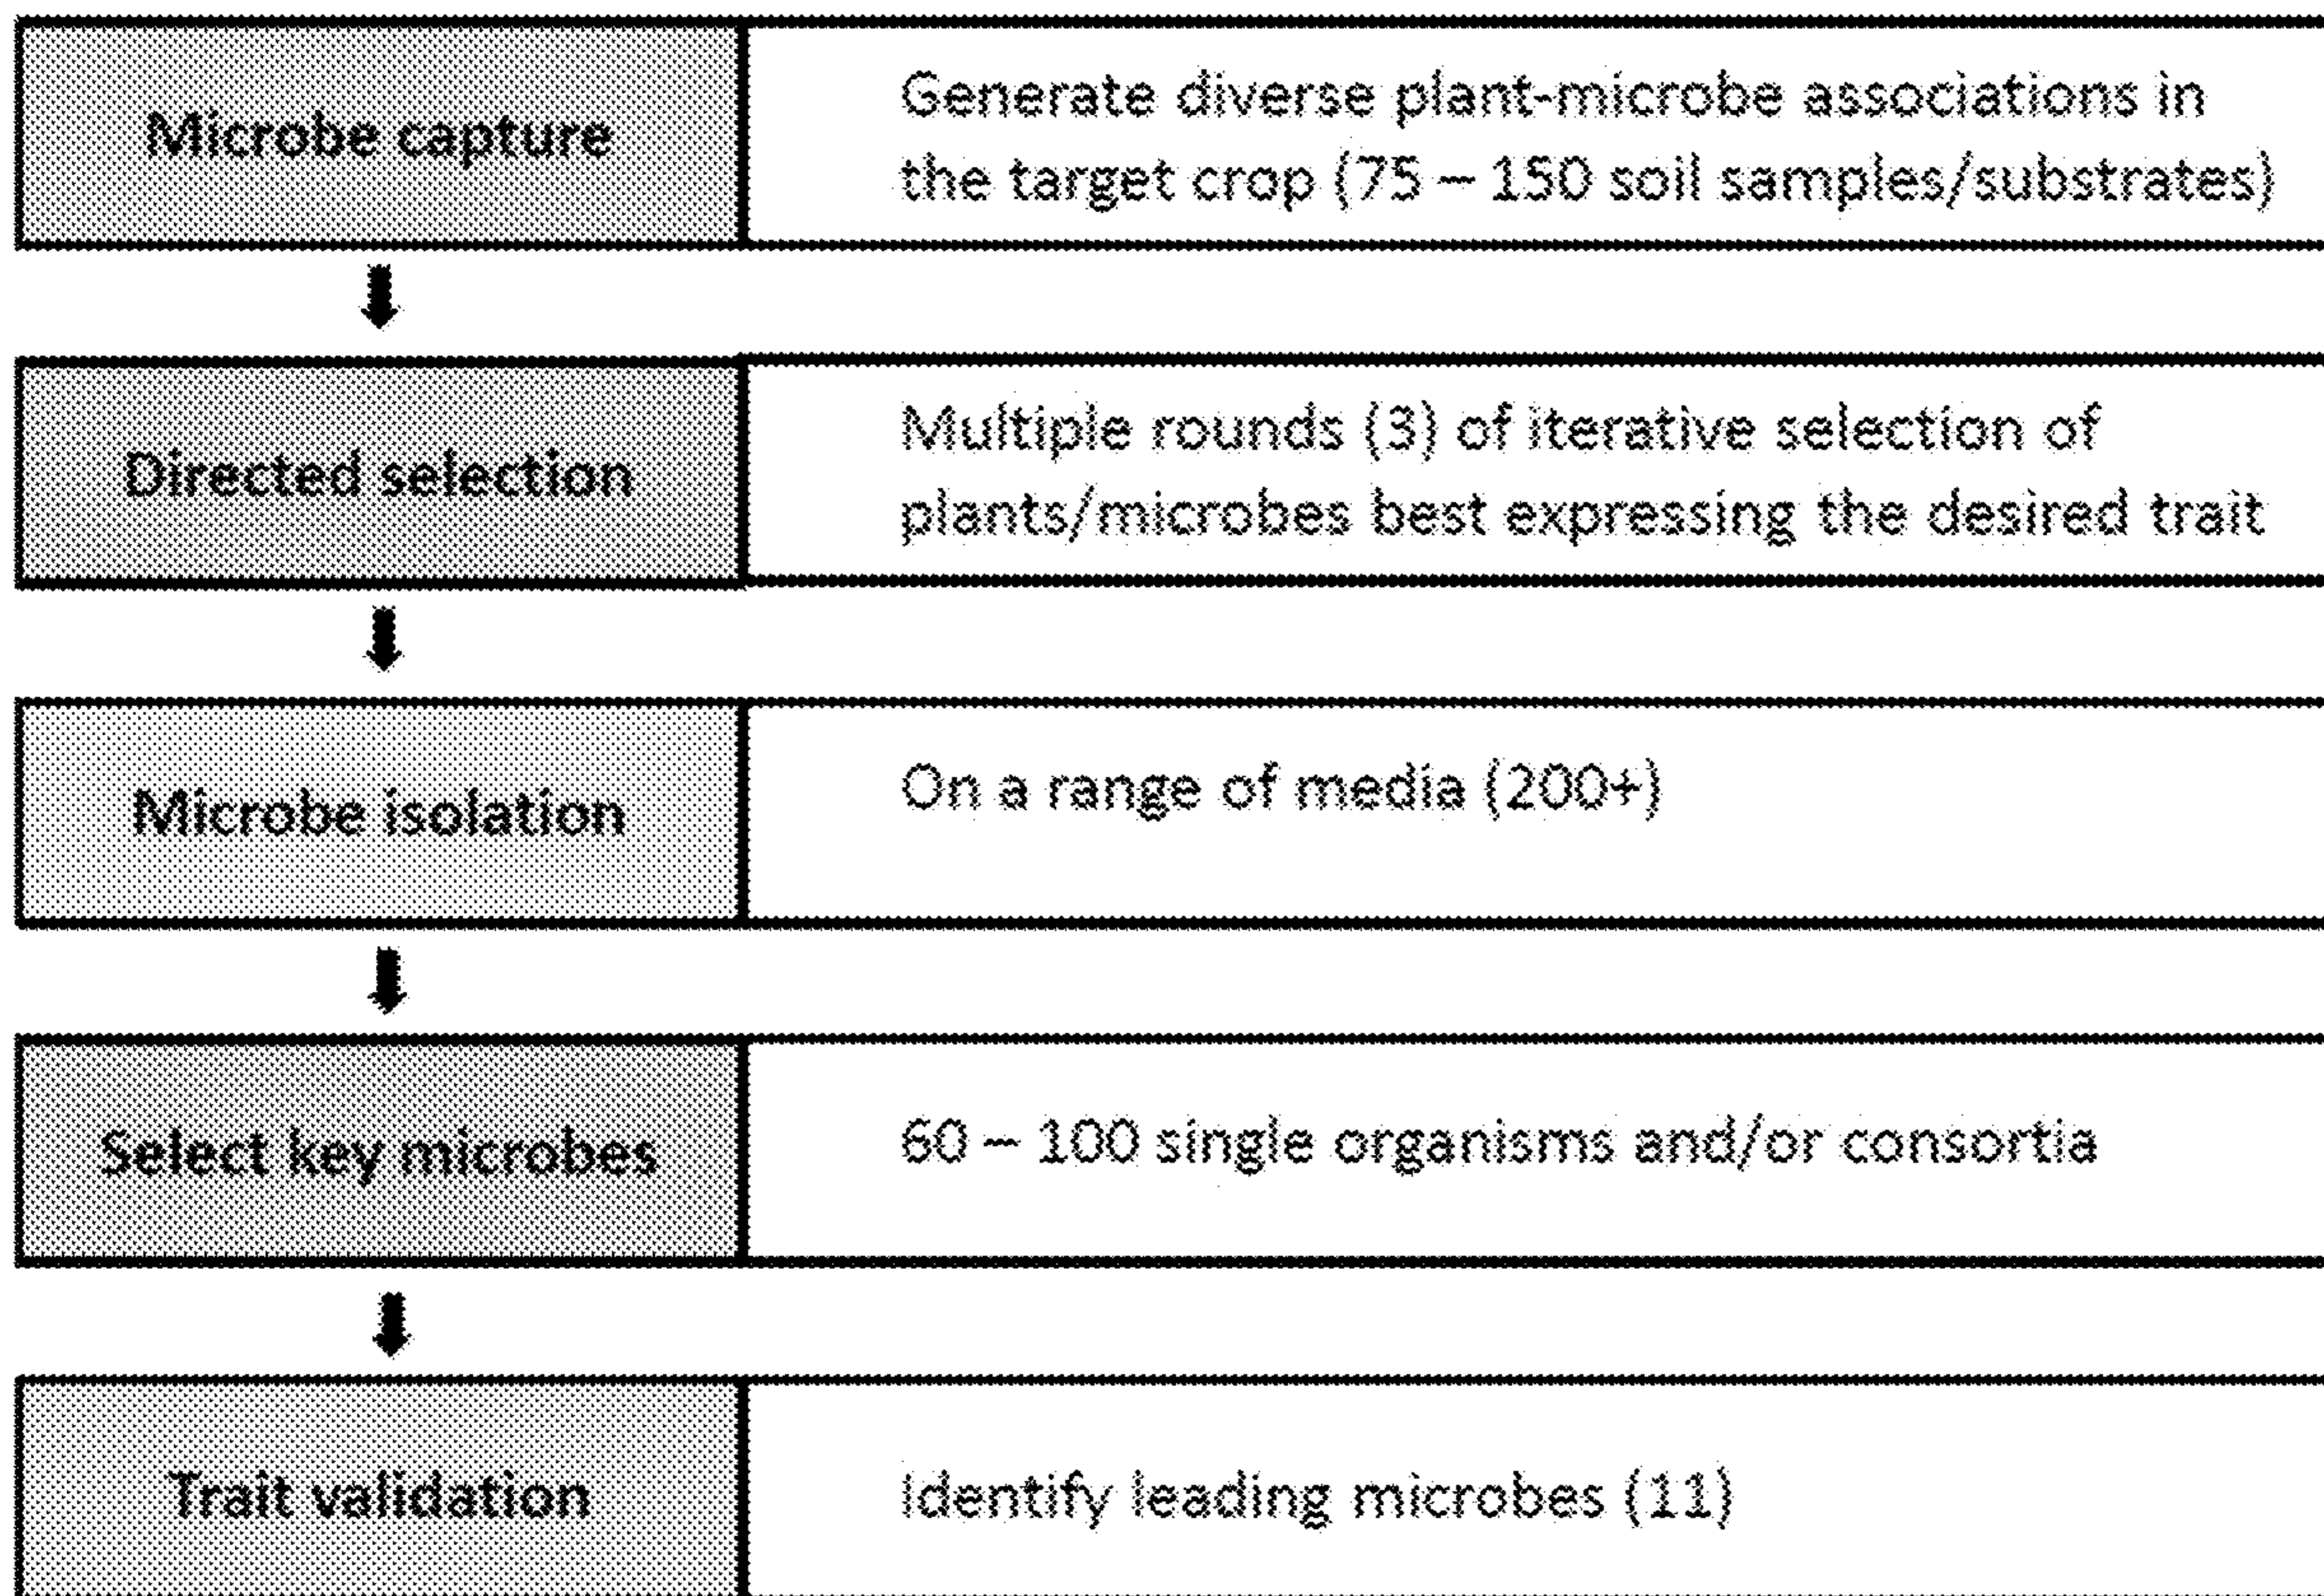 Microbe capture
Generate diverse plant-microbe associations in
the target crop (75 – 150 soil samples/substrates)
Directed selection
Multiple rounds (3) of iterative selection of
plants/microbes best expressing the desired trait
Microbe isolation
On a range of media (200+)
Select key microbes
60 – 100 single organisms and/or consortia
Trait validation
Identify leading microbes (11)